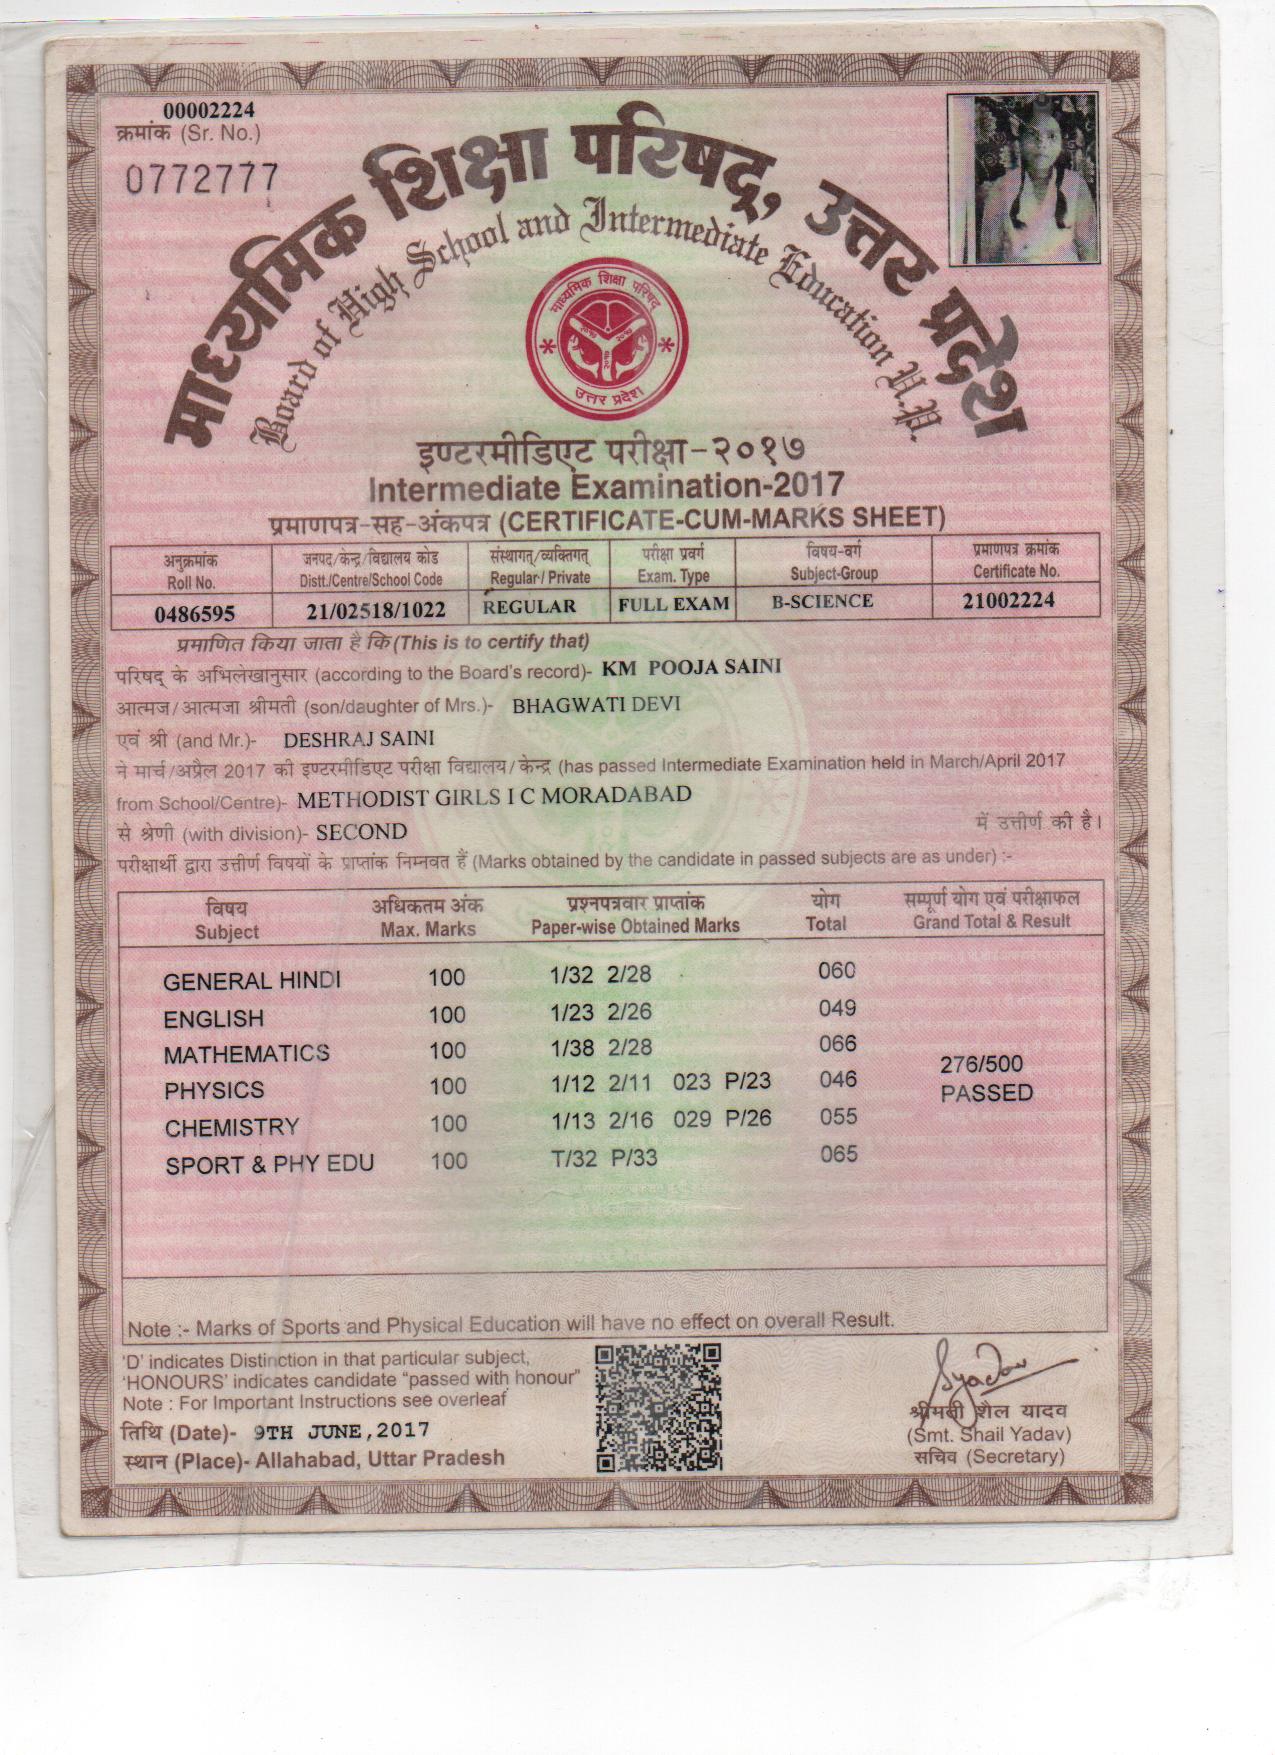 00002224
क्रमांक (Sr. No.)
0772777
माध्यमिक शिक्षा परिषद्, उत्तर प्रदेश
Board of High School and Intermediate Education U.P.
माध्यमिक शिक्षा परिषद्
उत्तर प्रदेश
इण्टरमीडिएट परीक्षा-२०१७
Intermediate Examination-2017
प्रमाणपत्र-सह-अंकपत्र (CERTIFICATE-CUM-MARKS SHEET)
अनुक्रमांक जनपद/केन्द्र/विद्यालय कोड संस्थागत्/व्यक्तिगत् परीक्षा प्रवर्ग विषय-वर्ग प्रमाणपत्र क्रमांक
Roll No. Distt./Centre/School Code Regular/ Private Exam. Type Subject-Group Certificate No.
0486595 21/02518/1022 REGULAR FULL EXAM B-SCIENCE 21002224
प्रमाणित किया जाता है कि (This is to certify that)
परिषद् के अभिलेखानुसार (according to the Board's record)- KM POOJA SAINI
आत्मज/आत्मजा श्रीमती (son/daughter of Mrs.)- BHAGWATI DEVI
एवं श्री (and Mr.)- DESHRAJ SAINI
ने मार्च/अप्रैल 2017 की इण्टरमीडिएट परीक्षा विद्यालय/केन्द्र (has passed Intermediate Examination held in March/April 2017
from School/Centre)- METHODIST GIRLS I C MORADABAD
से श्रेणी (with division)- SECOND में उत्तीर्ण की है।
परीक्षार्थी द्वारा उत्तीर्ण विषयों के प्राप्तांक निम्नवत हैं (Marks obtained by the candidate in passed subjects are as under) :-
विषय अधिकतम अंक प्रश्नपत्रवार प्राप्तांक योग सम्पूर्ण योग एवं परीक्षाफल
Subject Max. Marks Paper-wise Obtained Marks Total Grand Total & Result
GENERAL HINDI 100 1/32 2/28 060
ENGLISH 100 1/23 2/26 049
MATHEMATICS 100 1/38 2/28 066
276/500
PHYSICS 100 1/12 2/11 023 P/23 046
PASSED
CHEMISTRY 100 1/13 2/16 029 P/26 055
SPORT & PHY EDU 100 T/32 P/33 065
Note :- Marks of Sports and Physical Education will have no effect on overall Result.
'D' indicates Distinction in that particular subject,
'HONOURS' indicates candidate "passed with honour"
Note : For Important Instructions see overleaf
तिथि (Date)- 9TH JUNE,2017
स्थान (Place)- Allahabad, Uttar Pradesh
Syadav
श्रीमती शैल यादव
(Smt. Shail Yadav)
सचिव (Secretary)